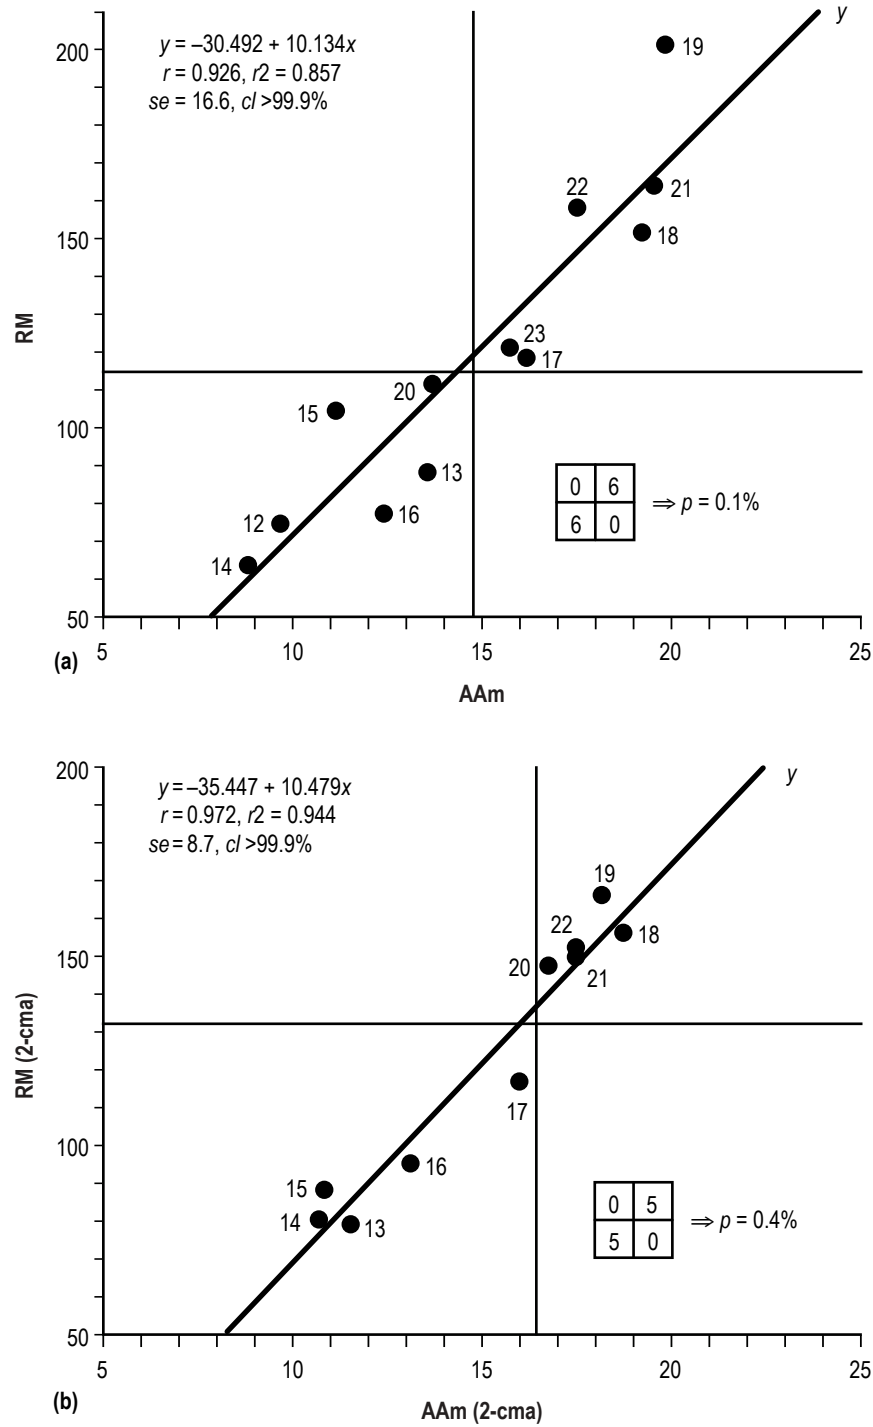 y
200
y = –30.492 + 10.134x
r = 0.926, r2 = 0.857
se = 16.6, cl >99.9%
19
22
21
18
150
RM
23
17
20
15
100
13
0 6
⇒ p = 0.1%
6 0
12
16
14
50
5 10 15 20 25
(a)
AAm
200
y
y = –35.447 + 10.479x
r = 0.972, r2 = 0.944
se = 8.7, cl >99.9%
19
22
18
20
150
21
RM (2-cma)
17
100
16
15
0 5
14
13
⇒ p = 0.4%
5 0
50
5 10 15 20 25
(b)
AAm (2-cma)